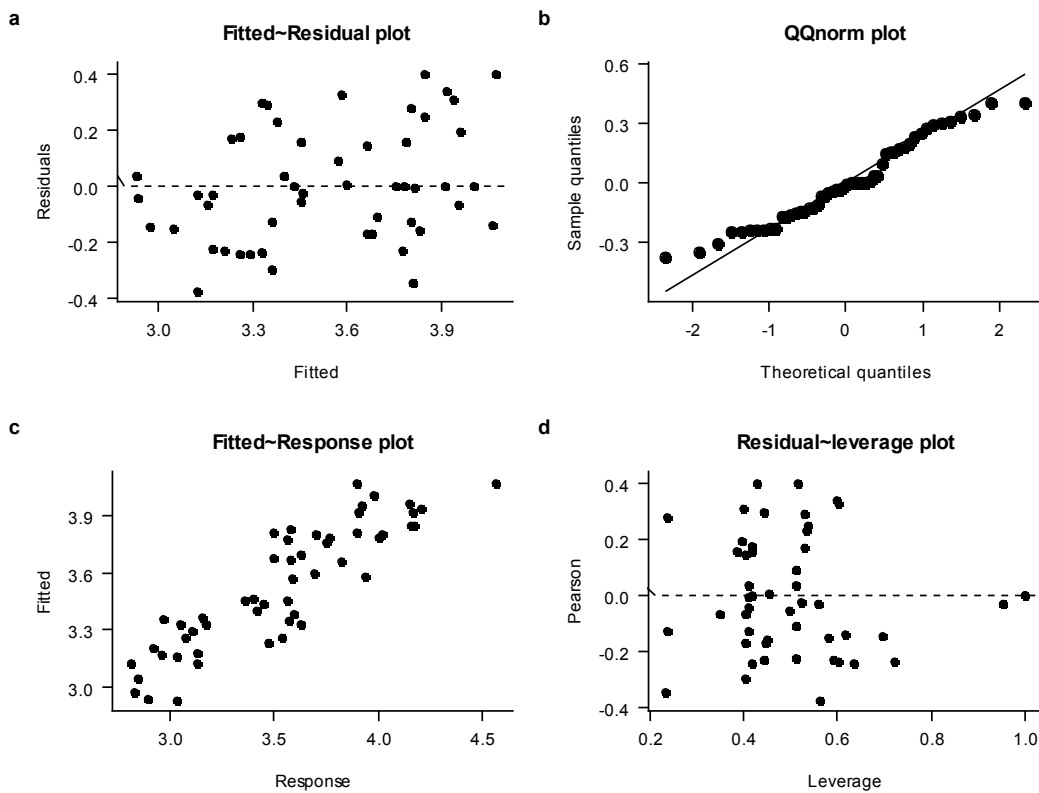 a
Fitted~Residual plot
0.4
0.2
0.0
-0.2
-0.4
Residuals
3.0 3.3 3.6 3.9
Fitted
b
QQnorm plot
0.6
0.3
0.0
-0.3
Sample quantiles
-2 -1 0 1 2
Theoretical quantiles
c
Fitted~Response plot
3.9
3.6
3.3
3.0
Fitted
3.0 3.5 4.0 4.5
Response
d
Residual~leverage plot
0.4
0.2
0.0
-0.2
-0.4
Pearson
0.2 0.4 0.6 0.8 1.0
Leverage